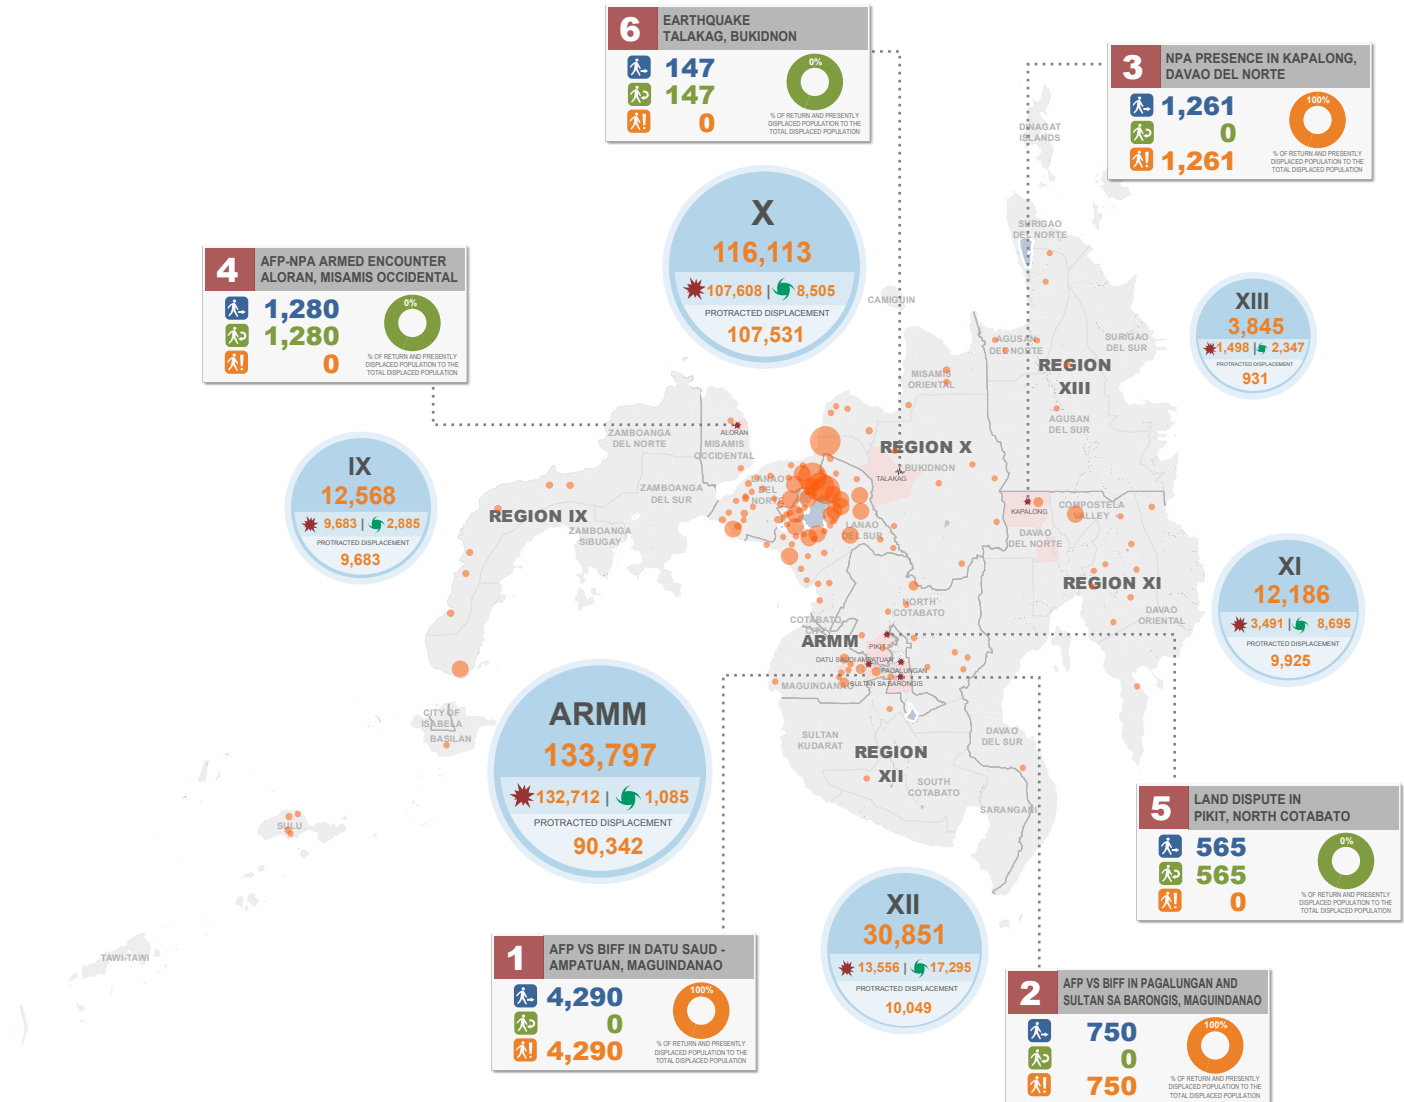 6
EARTHQUAKE
TALAKAG, BUKIDNON
147
147
0
0%
% OF RETURN AND PRESENTLY
DISPLACED POPULATION TO THE
TOTAL DISPLACED POPULATION
3
NPA PRESENCE IN KAPALONG,
DAVAO DEL NORTE
1,261
0
1,261
100%
% OF RETURN AND PRESENTLY
DISPLACED POPULATION TO THE
TOTAL DISPLACED POPULATION
4
AFP-NPA ARMED ENCOUNTER
ALORAN, MISAMIS OCCIDENTAL
1,280
1,280
0
0%
% OF RETURN AND PRESENTLY
DISPLACED POPULATION TO THE
TOTAL DISPLACED POPULATION
X
116,113
107,608 | 8,505
PROTRACTED DISPLACEMENT
107,531
XIII
3,845
1,498 | 2,347
PROTRACTED DISPLACEMENT
931
IX
12,568
9,683 | 2,885
PROTRACTED DISPLACEMENT
9,683
XI
12,186
3,491 | 8,695
PROTRACTED DISPLACEMENT
9,925
ARMM
133,797
132,712 | 1,085
PROTRACTED DISPLACEMENT
90,342
XII
30,851
13,556 | 17,295
PROTRACTED DISPLACEMENT
10,049
DINAGAT
ISLANDS
SURIGAO
DEL NORTE
CAMIGUIN
AGUSAN
DEL NORTE
SURIGAO
DEL SUR
REGION
XIII
MISAMIS
ORIENTAL
AGUSAN
DEL SUR
ZAMBOANGA
DEL NORTE
ALORAN
MISAMIS
OCCIDENTAL
REGION X
BUKIDNON
TALAKAG
LANAO
DEL
NORTE
ZAMBOANGA
DEL SUR
REGION IX
ZAMBOANGA
SIBUGAY
LANAO
DEL SUR
KAPALONG
COMPOSTELA
VALLEY
DAVAO
DEL NORTE
REGION XI
DAVAO
ORIENTAL
NORTH
COTABATO
COTABATO
CITY
ARMM
PIKIT
DATU SAUDI AMPATUAN
PAGALUNGAN
SULTAN SA BARONGIS
MAGUINDANAO
CITY OF
ISABELA
BASILAN
SULTAN
KUDARAT
REGION
XII
DAVAO
DEL SUR
SOUTH
COTABATO
SARANGANI
SULU
TAWI-TAWI
5
LAND DISPUTE IN
PIKIT, NORTH COTABATO
565
565
0
0%
% OF RETURN AND PRESENTLY
DISPLACED POPULATION TO THE
TOTAL DISPLACED POPULATION
1
AFP VS BIFF IN DATU SAUD -
AMPATUAN, MAGUINDANAO
4,290
0
4,290
100%
% OF RETURN AND PRESENTLY
DISPLACED POPULATION TO THE
TOTAL DISPLACED POPULATION
2
AFP VS BIFF IN PAGALUNGAN AND
SULTAN SA BARONGIS, MAGUINDANAO
750
0
750
100%
% OF RETURN AND PRESENTLY
DISPLACED POPULATION TO THE
TOTAL DISPLACED POPULATION